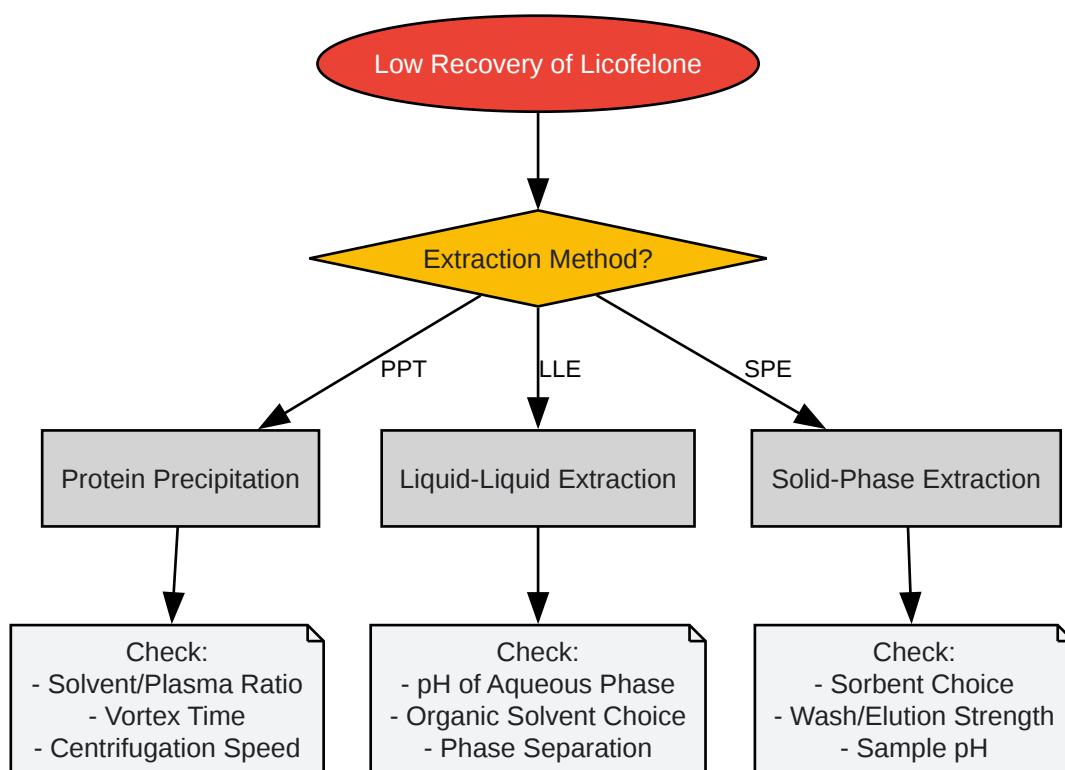 Low Recovery of Licofelone
Extraction Method?
PPT
LLE
SPE
Protein Precipitation
Liquid-Liquid Extraction
Solid-Phase Extraction
Check:
- Solvent/Plasma Ratio
- Vortex Time
- Centrifugation Speed
Check:
- pH of Aqueous Phase
- Organic Solvent Choice
- Phase Separation
Check:
- Sorbent Choice
- Wash/Elution Strength
- Sample pH